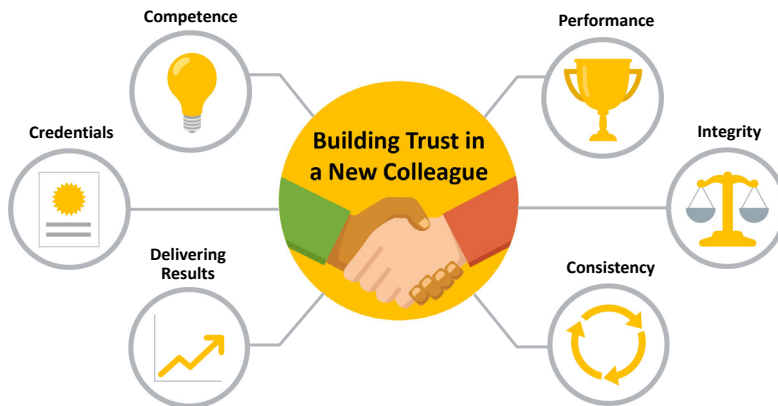 Competence
Performance
Building Trust in
a New Colleague
Credentials
Integrity
Delivering
Results
Consistency